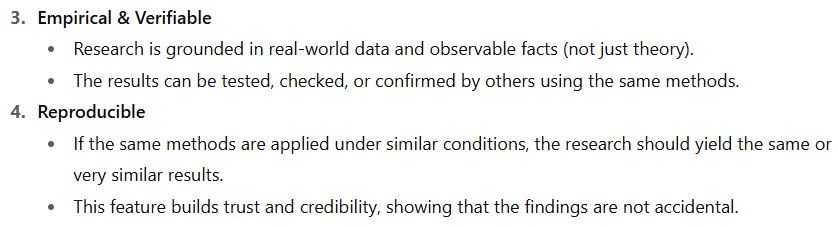 3. Empirical & Verifiable
• Research is grounded in real-world data and observable facts (not just theory).
• The results can be tested, checked, or confirmed by others using the same methods.
4. Reproducible
• If the same methods are applied under similar conditions, the research should yield the same or
very similar results.
• This feature builds trust and credibility, showing that the findings are not accidental.